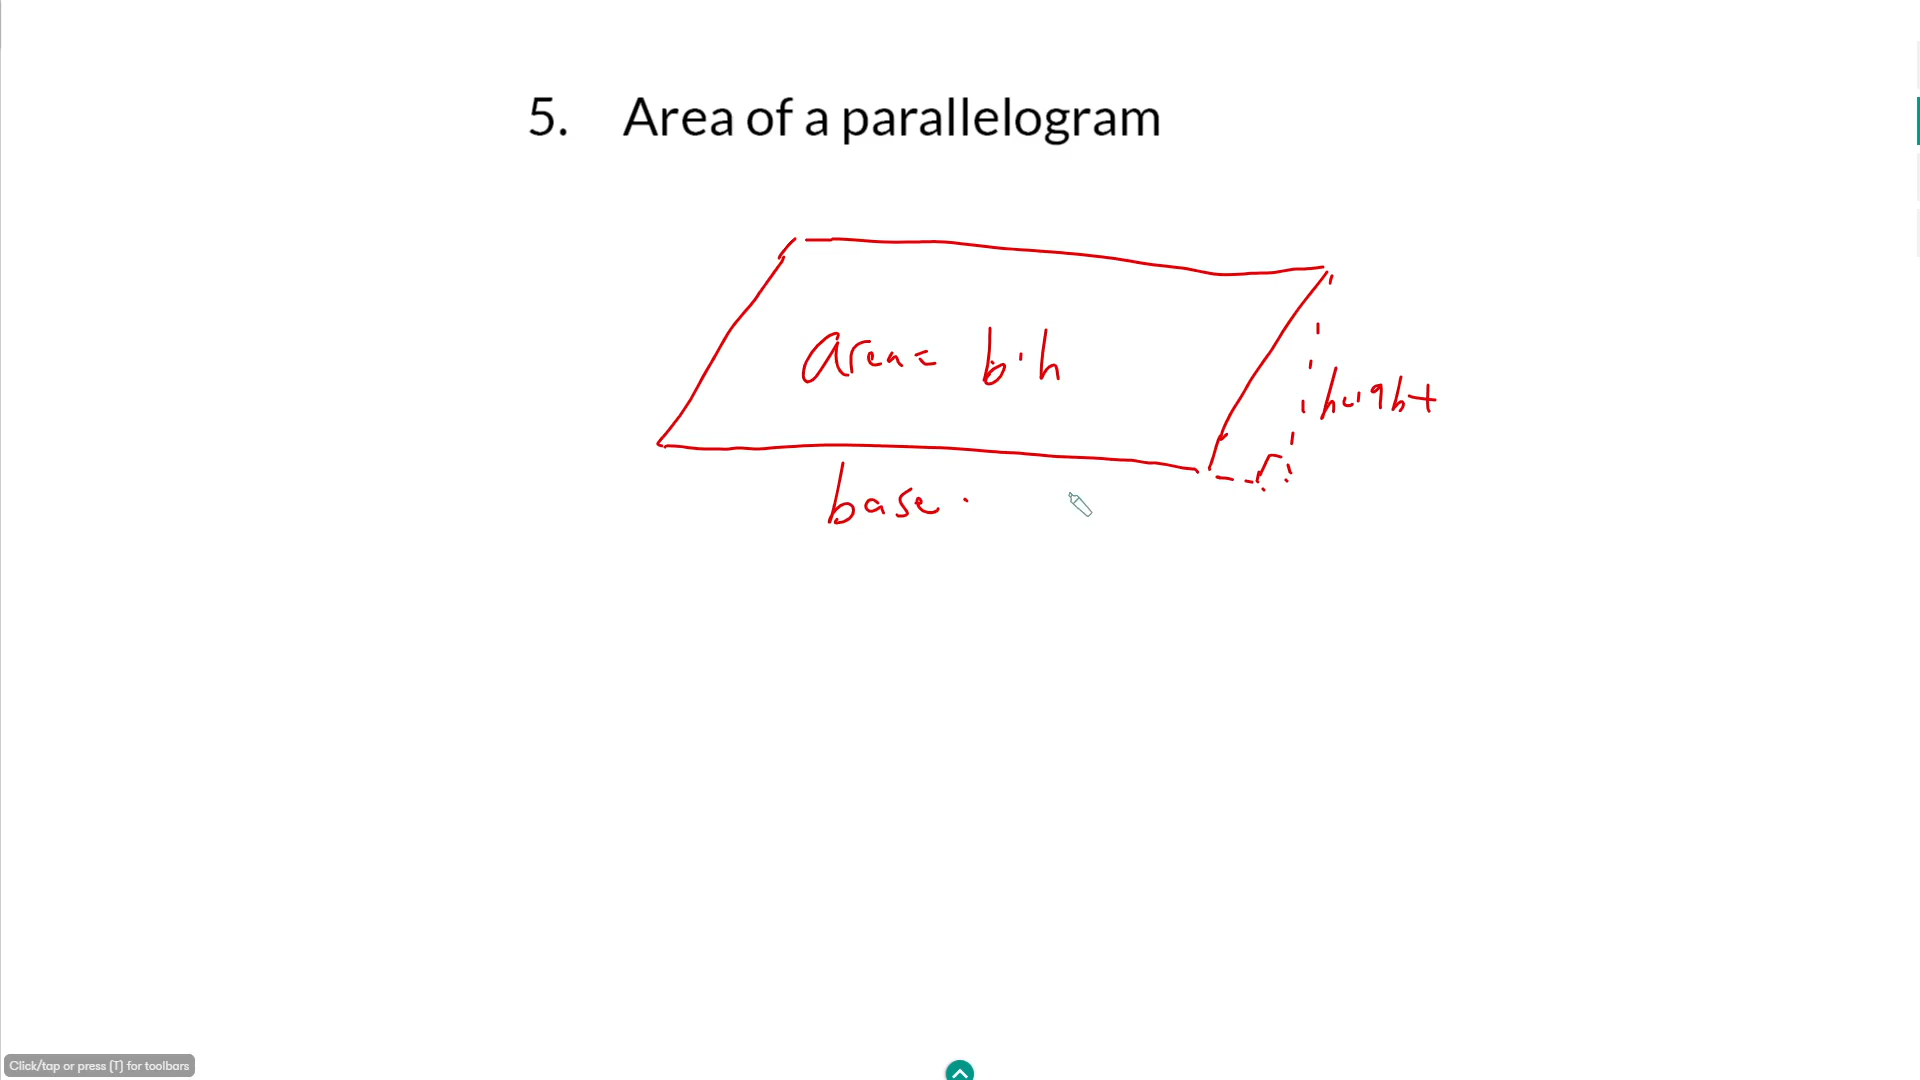 5. Area of a parallelogram
area = b·h
height
base
Click/tap or press (T) for toolbars